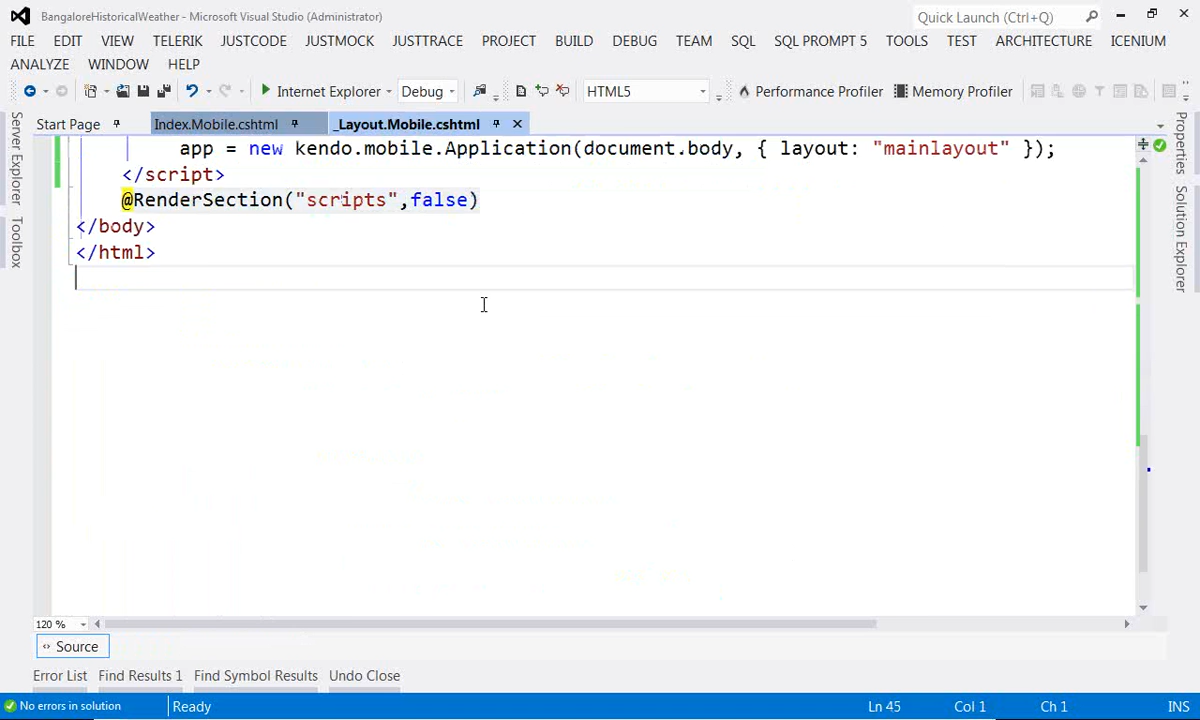 BangaloreHistoricalWeather - Microsoft Visual Studio (Administrator)
Quick Launch (Ctrl+Q)
FILE EDIT VIEW TELERIK JUSTCODE JUSTMOCK JUSTTRACE PROJECT BUILD DEBUG TEAM SQL SQL PROMPT 5 TOOLS TEST ARCHITECTURE ICENIUM
ANALYZE WINDOW HELP
Internet Explorer Debug HTML5 Performance Profiler Memory Profiler
Start Page Index.Mobile.cshtml _Layout.Mobile.cshtml
Server Explorer
Toolbox
app = new kendo.mobile.Application(document.body, { layout: "mainlayout" });
</script>
@RenderSection("scripts",false)
</body>
</html>
Properties
Solution Explorer
120 %
Source
Error List Find Results 1 Find Symbol Results Undo Close
No errors in solution Ready Ln 45 Col 1 Ch 1 INS